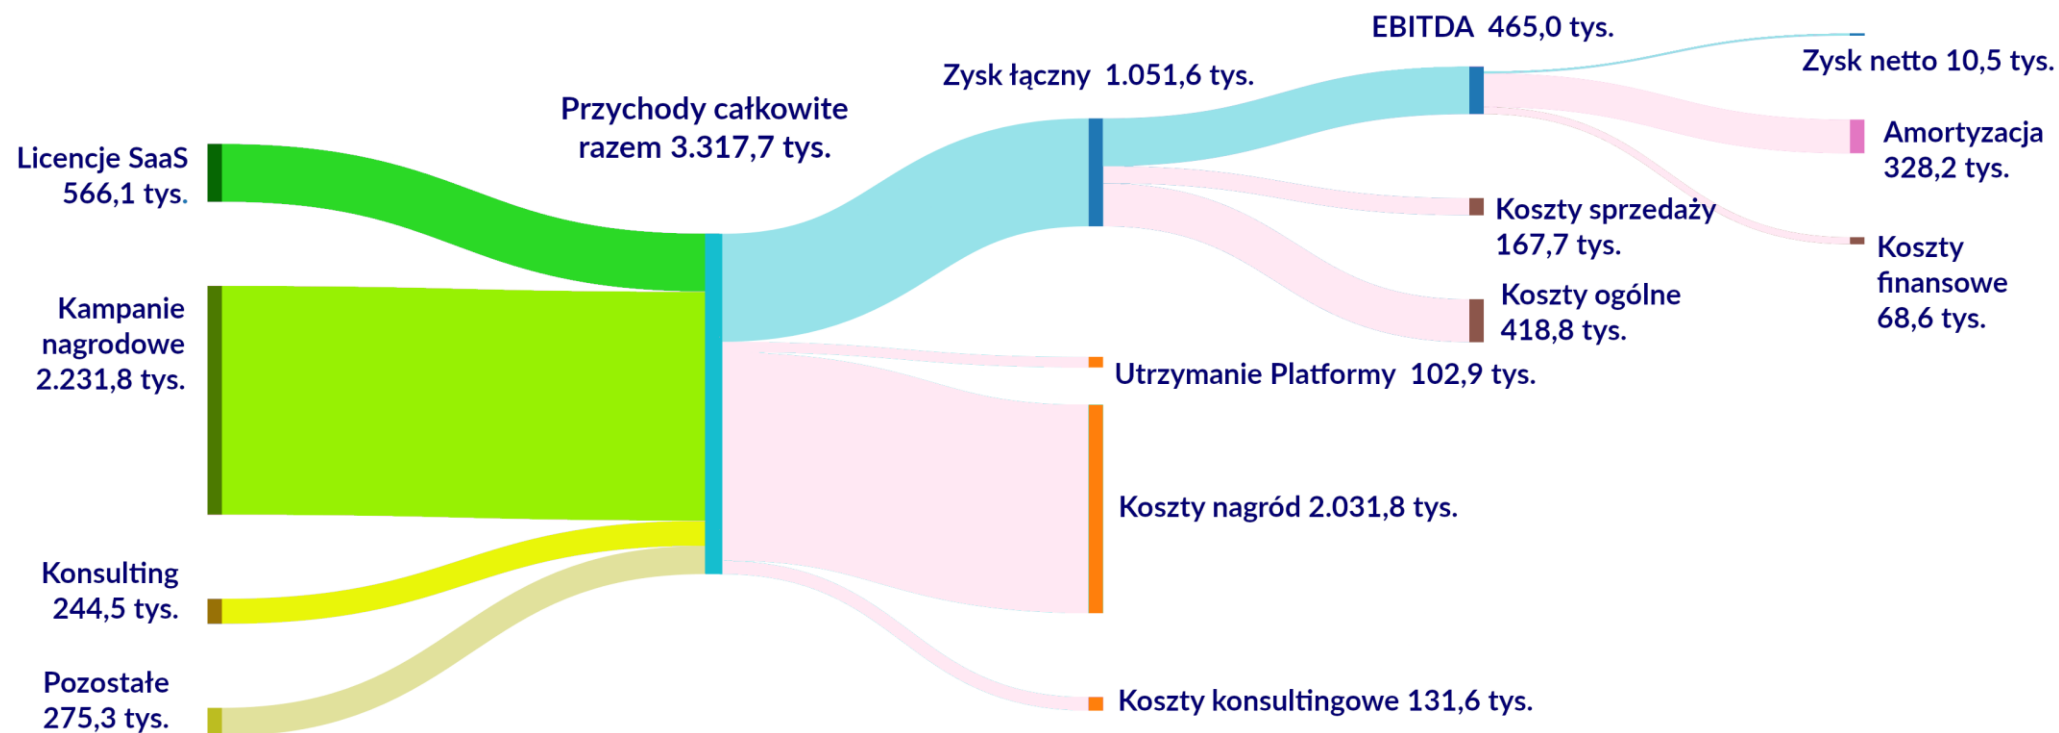 Licencje SaaS
566,1 tys.
Kampanie
nagrodowe
2.231,8 tys.
Konsulting
244,5 tys.
Pozostałe
275,3 tys.
Przychody całkowite
razem 3.317,7 tys.
Zysk łączny 1.051,6 tys.
Utrzymanie Platformy 102,9 tys.
Koszty nagród 2.031,8 tys.
Koszty konsultingowe 131,6 tys.
EBITDA 465,0 tys.
Koszty sprzedaży
167,7 tys.
Koszty ogólne
418,8 tys.
Zysk netto 10,5 tys.
Amortyzacja
328,2 tys.
Koszty
finansowe
68,6 tys.